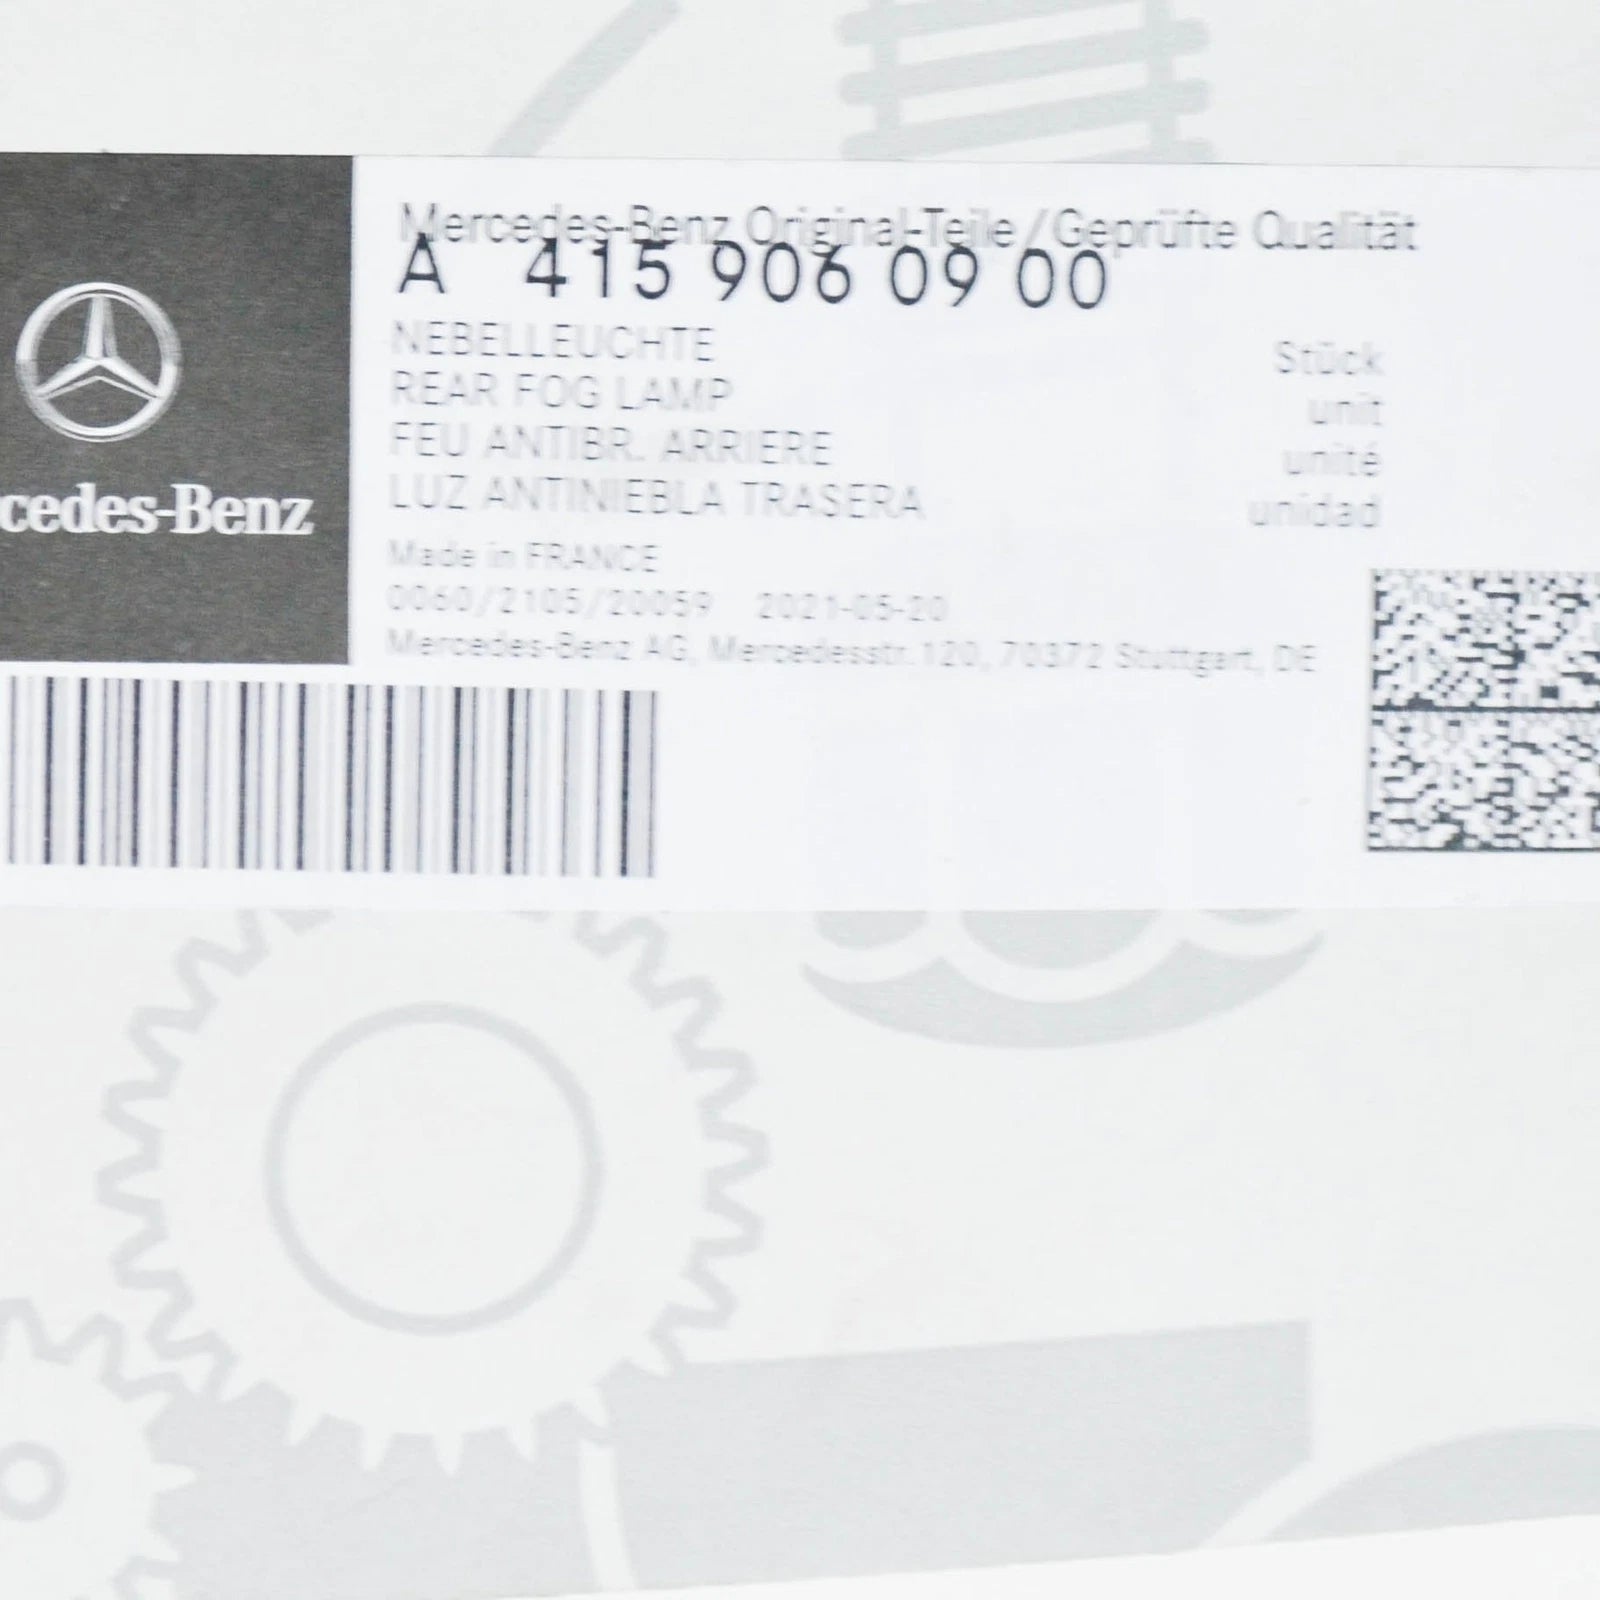 Mercedes-Benz Original-Teile/Geprüfte Qualität
A 415 906 09 00
NEBELLEUCHTE Stück
REAR FOG LAMP unit
FEU ANTIBR. ARRIERE unité
LUZ ANTINIEBLA TRASERA unidad
Made in FRANCE
0060/2105/20059 2021-05-20
Mercedes-Benz AG, Mercedesstr.120, 70372 Stuttgart, DE
cedes-Benz